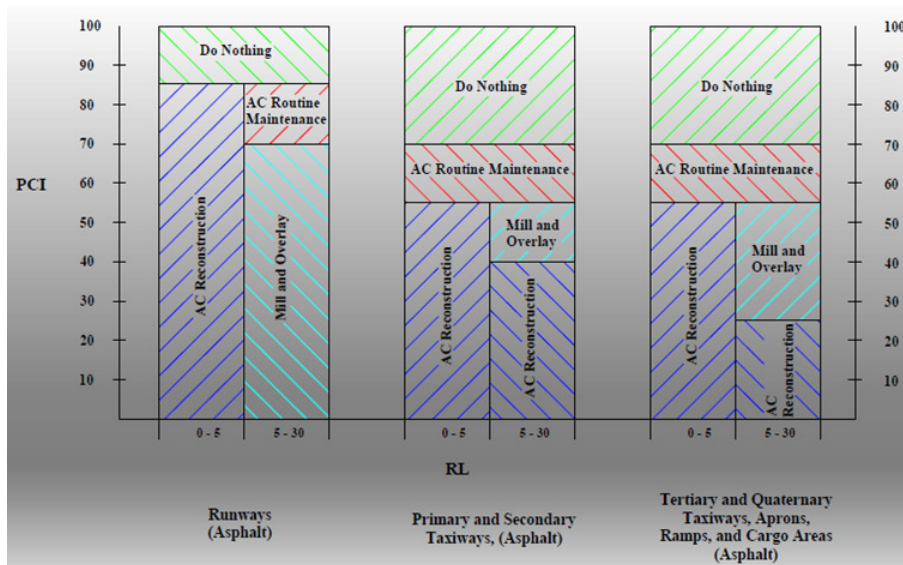 100
90
80
70
60
50
40
30
20
10
PCI
Do Nothing
AC Routine
Maintenance
AC Reconstruction
Mill and Overlay
0 - 5
5 - 30
Do Nothing
AC Routine Maintenance
Mill and
Overlay
AC Reconstruction
AC Reconstruction
0 - 5
5 - 30
Do Nothing
AC Routine Maintenance
Mill and
Overlay
AC Reconstruction
AC
Reconstruction
0 - 5
5 - 30
100
90
80
70
60
50
40
30
20
10
RL
Runways
(Asphalt)
Primary and Secondary
Taxiways, (Asphalt)
Tertiary and Quaternary
Taxiways, Aprons,
Ramps, and Cargo Areas
(Asphalt)